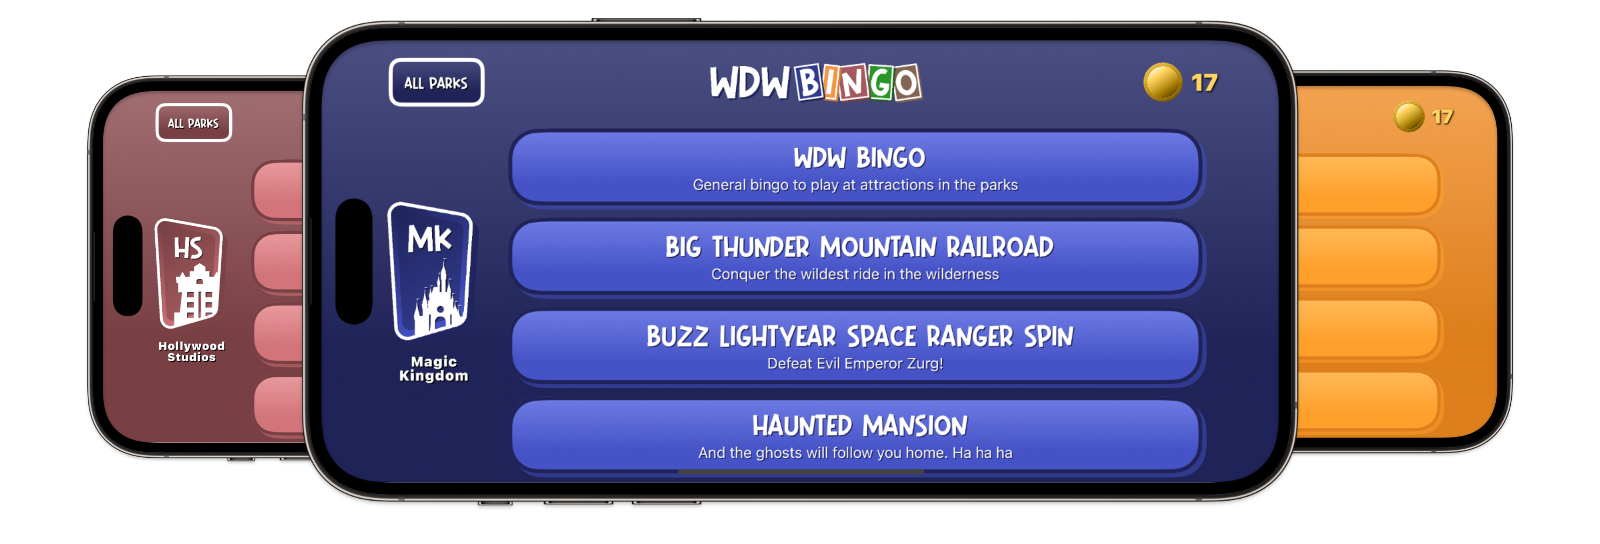 ALL PARKS
HS
Hollywood
Studios
ALL PARKS
WDW BINGO
17
MK
Magic
Kingdom
WDW BINGO
General bingo to play at attractions in the parks
BIG THUNDER MOUNTAIN RAILROAD
Conquer the wildest ride in the wilderness
BUZZ LIGHTYEAR SPACE RANGER SPIN
Defeat Evil Emperor Zurg!
HAUNTED MANSION
And the ghosts will follow you home. Ha ha ha
17